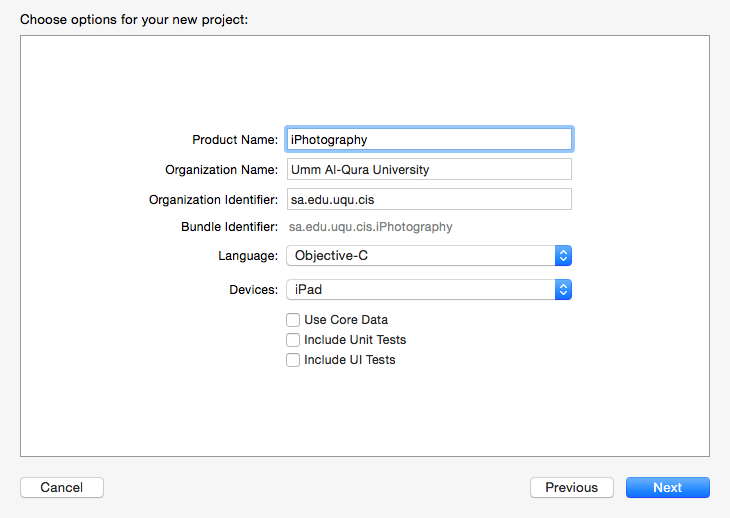 Choose options for your new project:
Product Name: iPhotography
Organization Name: Umm Al-Qura University
Organization Identifier: sa.edu.uqu.cis
Bundle Identifier: sa.edu.uqu.cis.iPhotography
Language: Objective-C
Devices: iPad
Use Core Data
Include Unit Tests
Include UI Tests
Cancel Previous Next